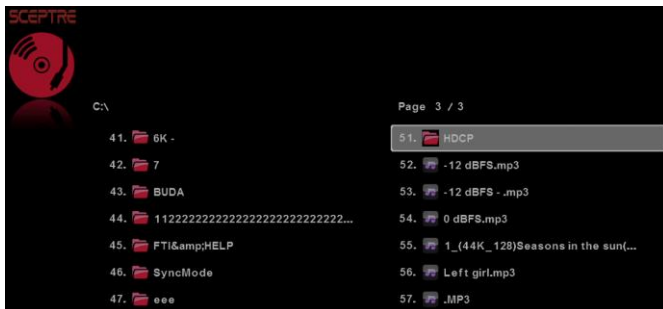 SCEPTRE
C:\
Page 3 / 3
41. 6K -
42. 7
43. BUDA
44. 1122222222222222222222222222...
45. FTI&amp;HELP
46. SyncMode
47. eee
51. HDCP
52. -12 dBFS.mp3
53. -12 dBFS - .mp3
54. 0 dBFS.mp3
55. 1_(44K_128)Seasons in the sun(...
56. Left girl.mp3
57. .MP3